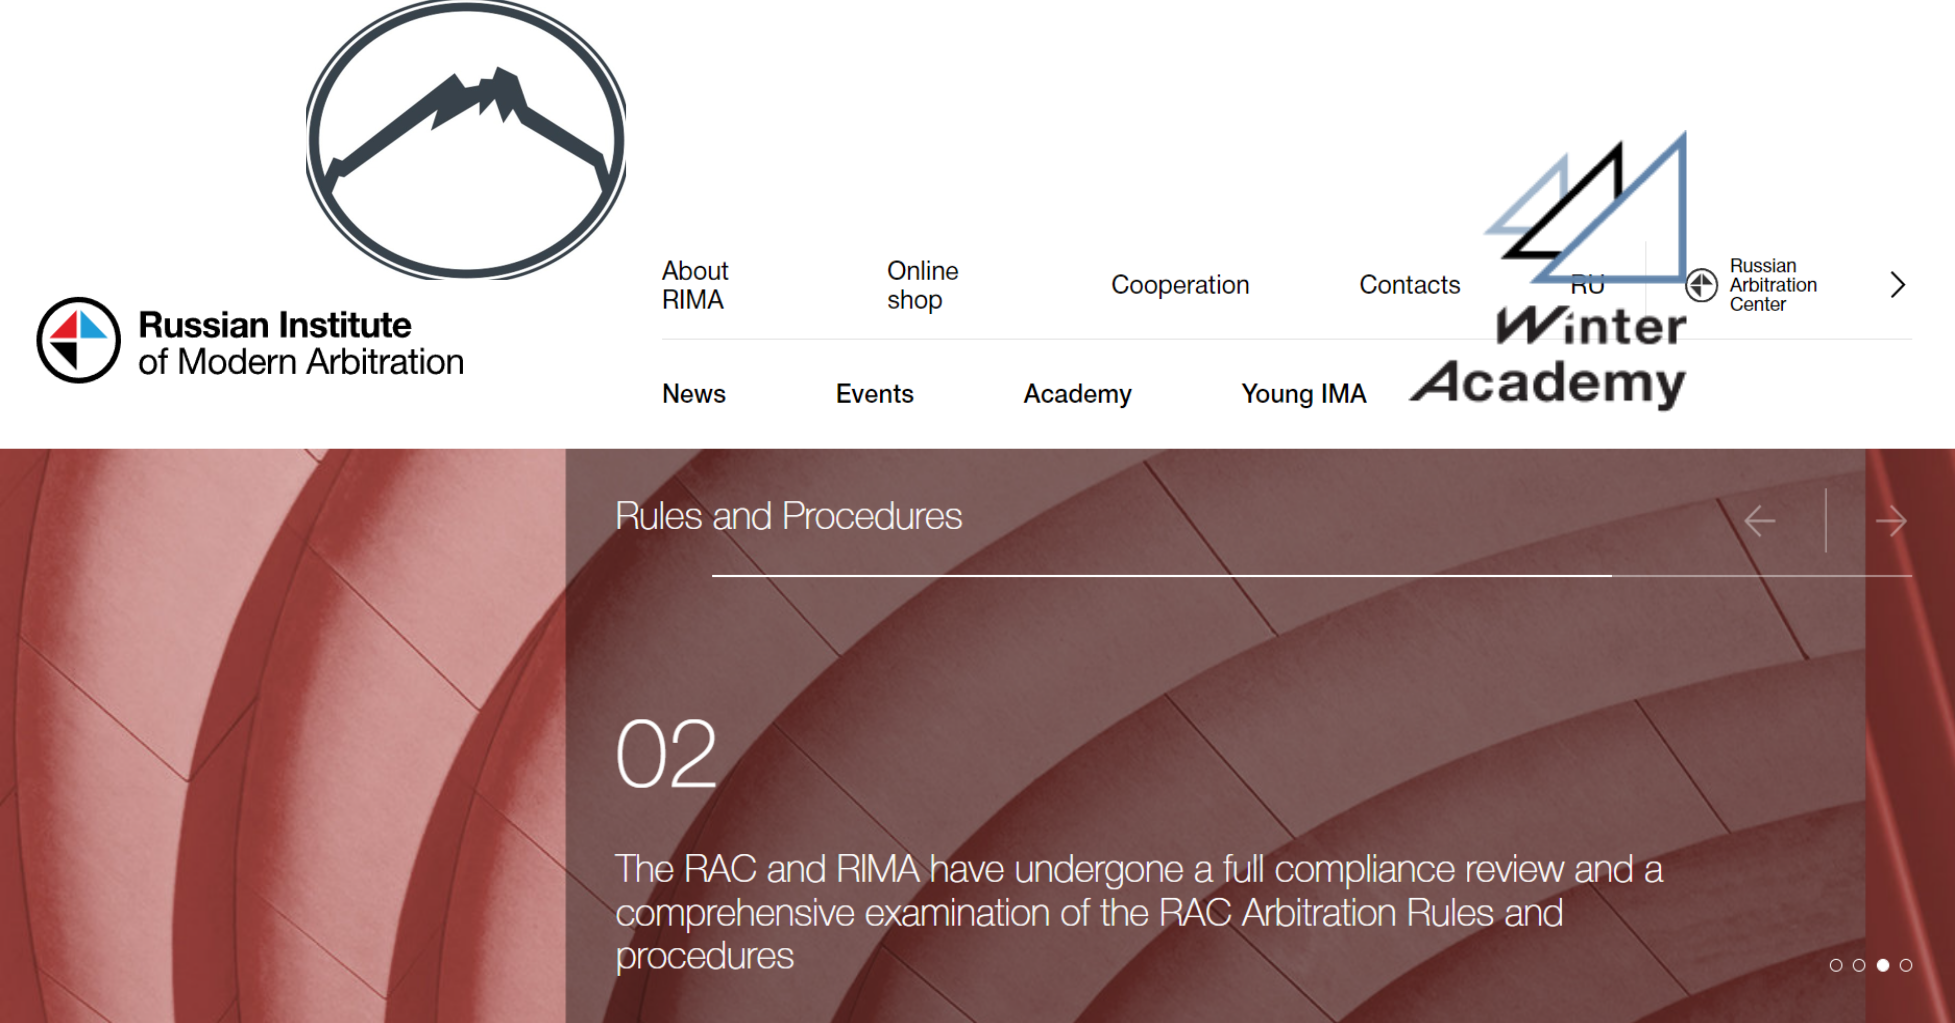 About
RIMA
Online
shop
Cooperation
Contacts
RU
Russian
Arbitration
Center
Russian Institute
of Modern Arbitration
Winter
Academy
News
Events
Academy
Young IMA
Rules and Procedures
02
The RAC and RIMA have undergone a full compliance review and a
comprehensive examination of the RAC Arbitration Rules and
procedures